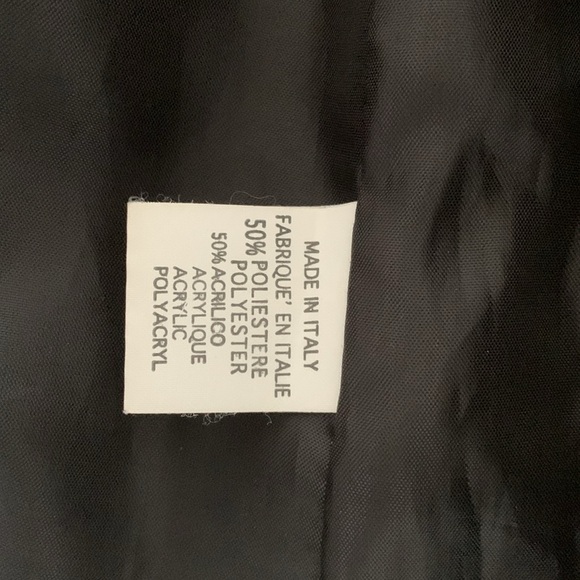 MADE IN ITALY
FABRIQUE' EN ITALIE
50% POLIESTERE
POLYESTER
50% ACRILICO
ACRYLIQUE
ACRYLIC
POLYACRYL